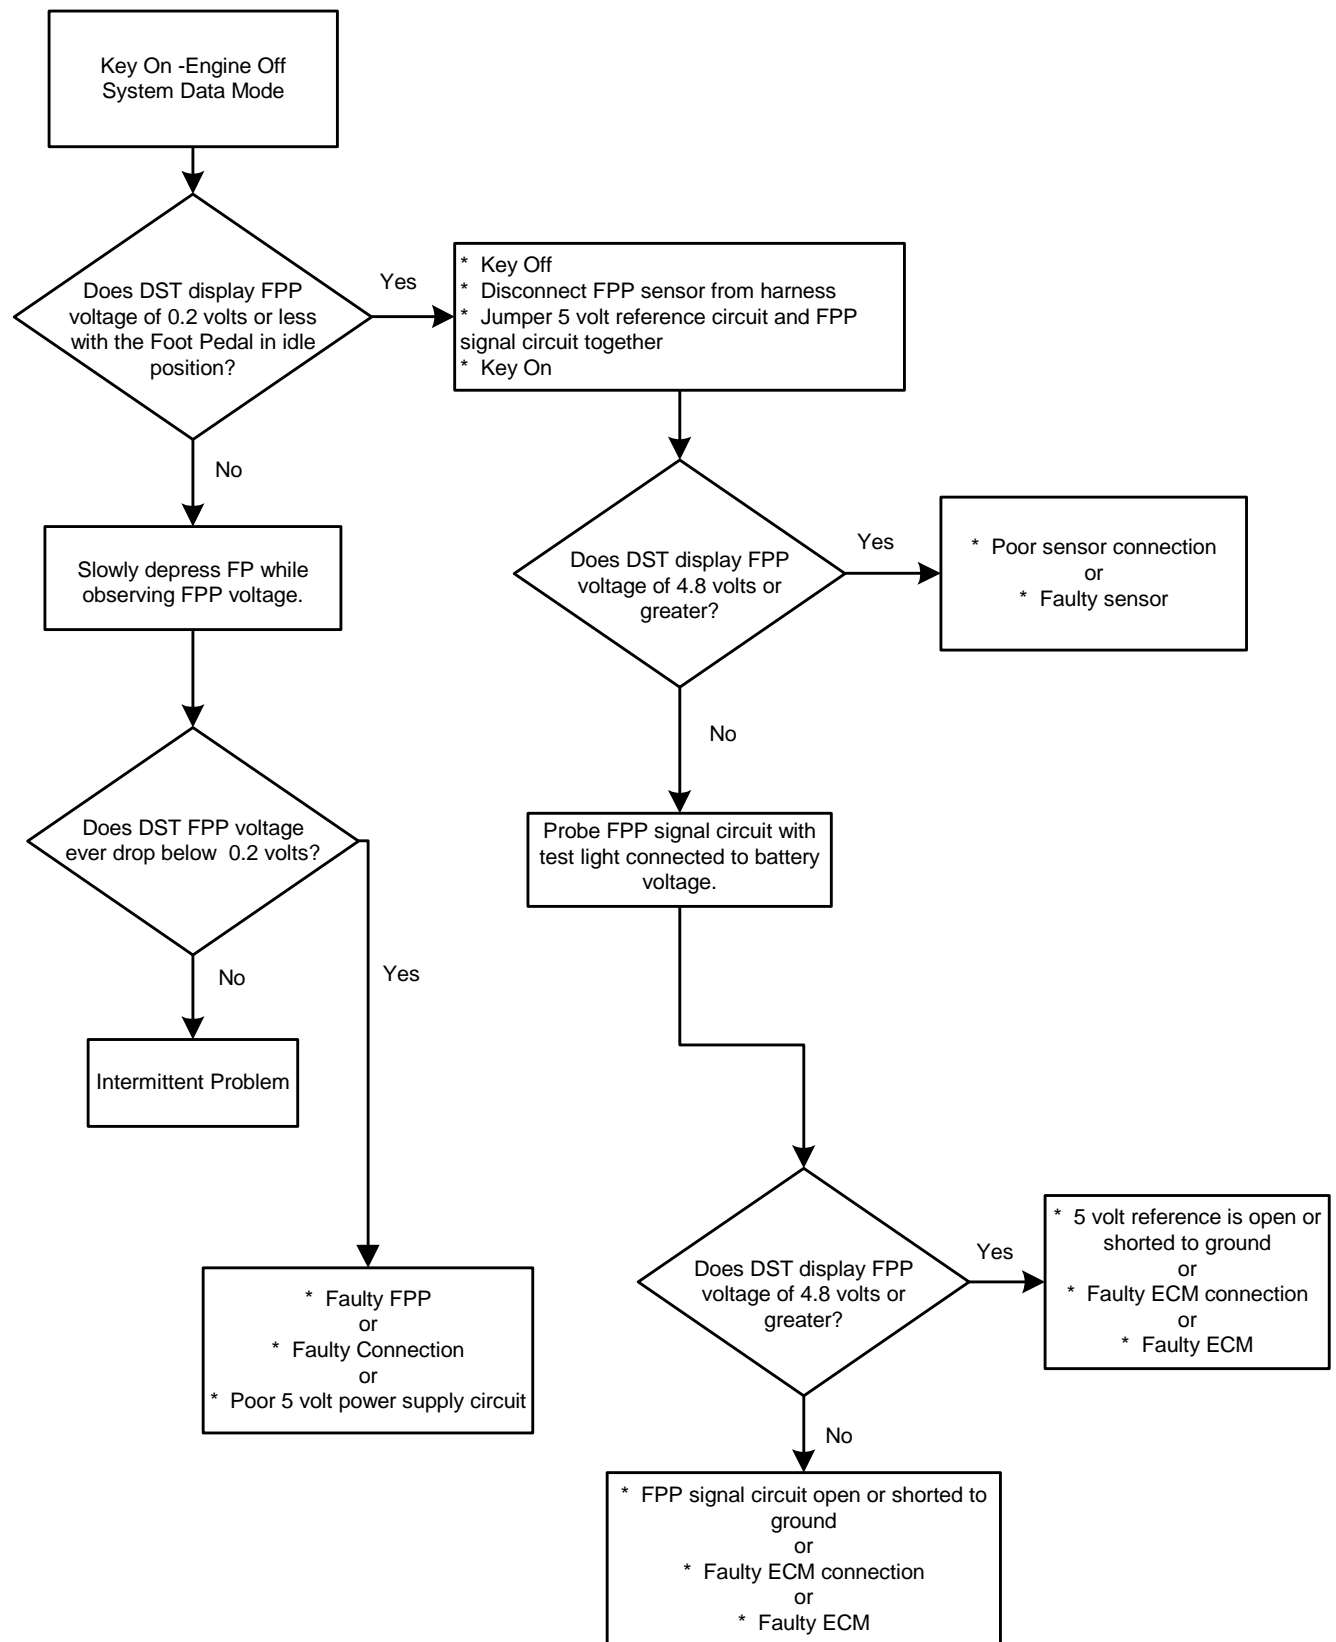 Key On -Engine Off
System Data Mode
Does DST display FPP
voltage of 0.2 volts or less
with the Foot Pedal in idle
position?
Yes
* Key Off
* Disconnect FPP sensor from harness
* Jumper 5 volt reference circuit and FPP
signal circuit together
* Key On
No
Slowly depress FP while
observing FPP voltage.
Does DST display FPP
voltage of 4.8 volts or
greater?
Yes
* Poor sensor connection
or
* Faulty sensor
No
Does DST FPP voltage
ever drop below 0.2 volts?
Probe FPP signal circuit with
test light connected to battery
voltage.
No
Yes
Intermittent Problem
* Faulty FPP
or
* Faulty Connection
or
* Poor 5 volt power supply circuit
Does DST display FPP
voltage of 4.8 volts or
greater?
Yes
* 5 volt reference is open or
shorted to ground
or
* Faulty ECM connection
or
* Faulty ECM
No
* FPP signal circuit open or shorted to
ground
or
* Faulty ECM connection
or
* Faulty ECM